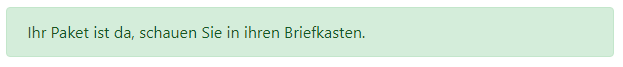 Ihr Paket ist da, schauen Sie in ihren Briefkasten.